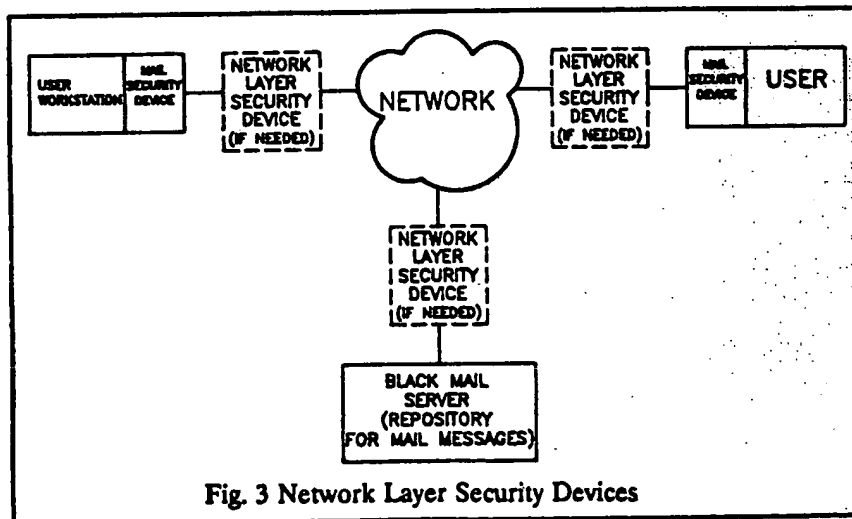 USER
WORKSTATION
MAIL
SECURITY
DEVICE
NETWORK
LAYER
SECURITY
DEVICE
(IF NEEDED)
NETWORK
NETWORK
LAYER
SECURITY
DEVICE
(IF NEEDED)
MAIL
SECURITY
DEVICE
USER
NETWORK
LAYER
SECURITY
DEVICE
(IF NEEDED)
BLACK MAIL
SERVER
(REPOSITORY
FOR MAIL MESSAGES)
Fig. 3 Network Layer Security Devices